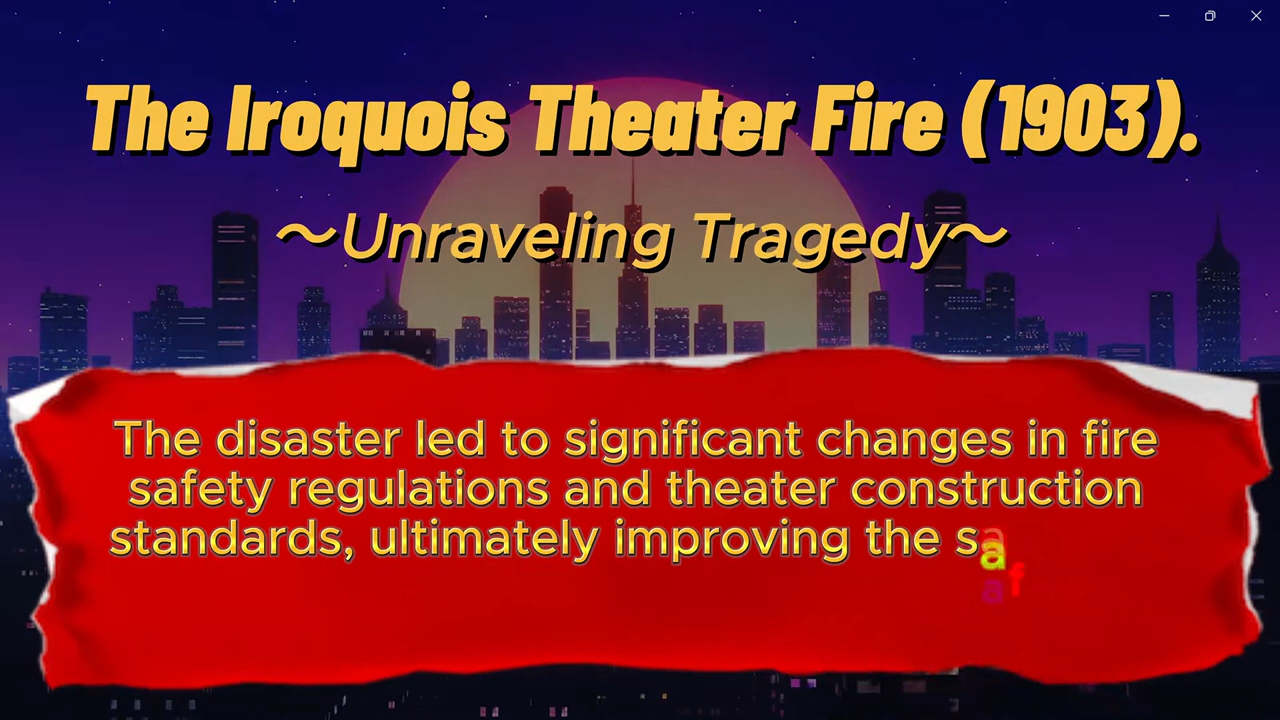 The Iroquois Theater Fire (1903).
～Unraveling Tragedy～
The disaster led to significant changes in fire
safety regulations and theater construction
standards, ultimately improving the saf